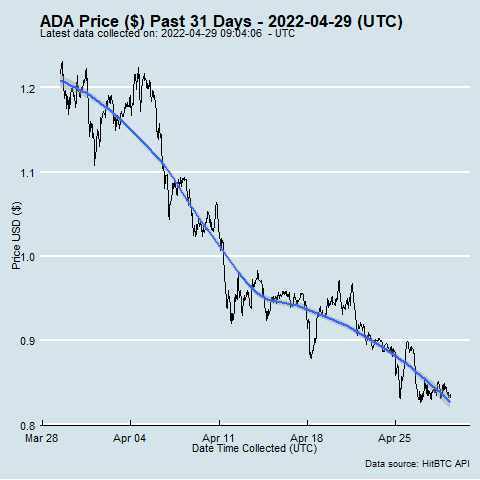 ADA Price ($) Past 31 Days - 2022-04-29 (UTC)
Latest data collected on: 2022-04-29 09:04:06  - UTC
Price USD ($)
1.2
1.1
1.0
0.9
0.8
Mar 28
Apr 04
Apr 11
Apr 18
Apr 25
Date Time Collected (UTC)
Data source: HitBTC API